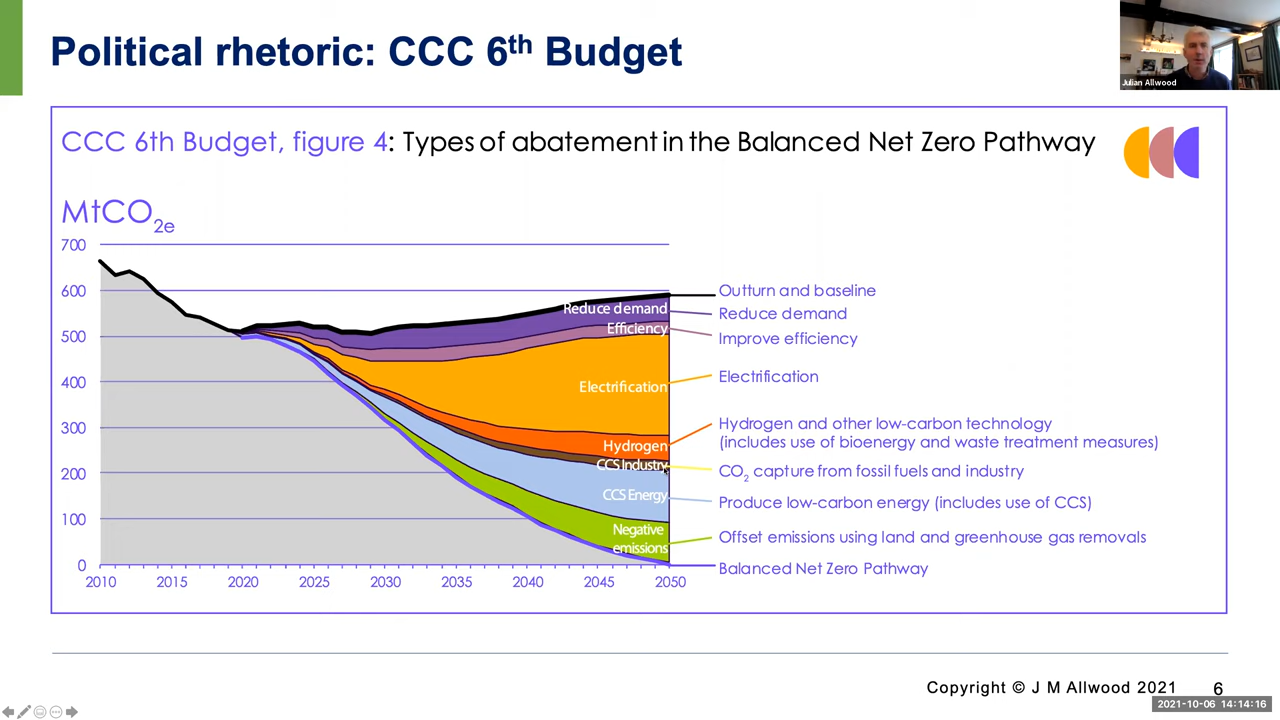 Political rhetoric: CCC 6th Budget
Julian Allwood
CCC 6th Budget, figure 4: Types of abatement in the Balanced Net Zero Pathway
MtCO2e
700
600
500
400
300
200
100
0
2010 2015 2020 2025 2030 2035 2040 2045 2050
Reduce demand
Efficiency
Electrification
Hydrogen
CCS Industry
CCS Energy
Negative
emissions
Outturn and baseline
Reduce demand
Improve efficiency
Electrification
Hydrogen and other low-carbon technology
(includes use of bioenergy and waste treatment measures)
CO2 capture from fossil fuels and industry
Produce low-carbon energy (includes use of CCS)
Offset emissions using land and greenhouse gas removals
Balanced Net Zero Pathway
Copyright © J M Allwood 2021
6
2021-10-06 14:14:16